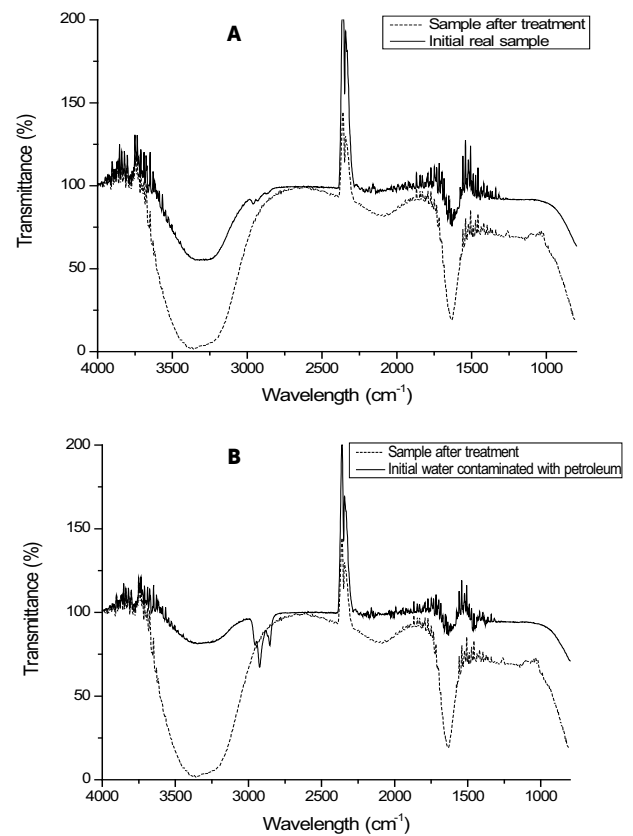 A
Sample after treatment
Initial real sample
200
150
100
50
0
Transmittance (%)
4000 3500 3000 2500 2000 1500 1000
Wavelength (cm⁻¹)
B
Sample after treatment
Initial water contaminated with petroleum
200
150
100
50
0
Transmittance (%)
4000 3500 3000 2500 2000 1500 1000
Wavelength (cm⁻¹)